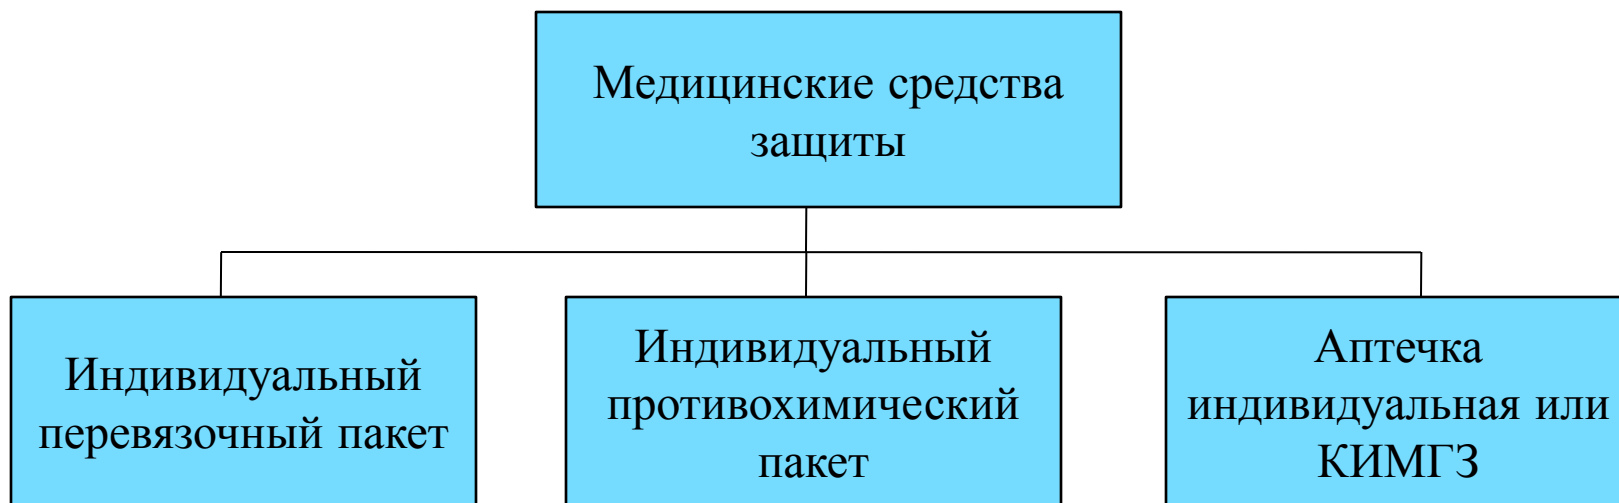 Медицинские средства
защиты
Индивидуальный
перевязочный пакет
Индивидуальный
противохимический
пакет
Аптечка
индивидуальная или
КИМГЗ